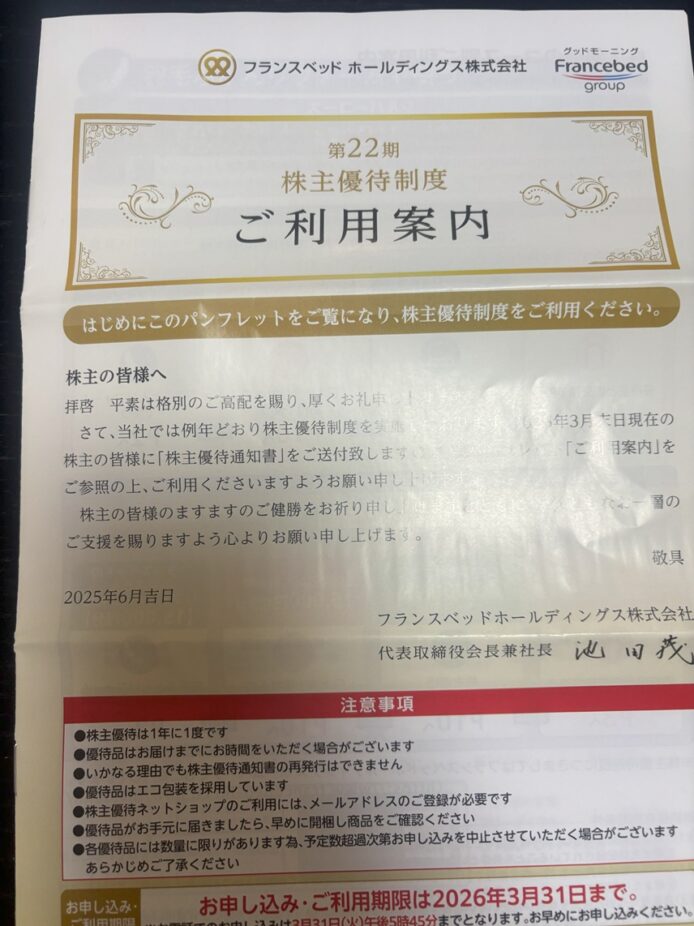 フランスベッド ホールディングス株式会社
グッドモーニング
Francebed
group
第22期
株主優待制度
ご利用案内
はじめにこのパンフレットをご覧になり、株主優待制度をご利用ください。
株主の皆様へ
拝啓　平素は格別のご高配を賜り、厚くお礼申し
さて、当社では例年どおり株主優待制度を実施 年3月末日現在の
株主の皆様に「株主優待通知書」をご送付致します 「ご利用案内」を
ご参照の上、ご利用くださいますようお願い申し上げ
株主の皆様のますますのご健勝をお祈り申し 層の
ご支援を賜りますよう心よりお願い申し上げます。
敬具
2025年6月吉日
フランスベッドホールディングス株式会社
代表取締役会長兼社長 池田茂
注意事項
●株主優待は1年に1度です
●優待品はお届けまでにお時間をいただく場合がございます
●いかなる理由でも株主優待通知書の再発行はできません
●優待品はエコ包装を採用しています
●株主優待ネットショップのご利用には、メールアドレスのご登録が必要です
●優待品がお手元に届きましたら、早めに開梱し商品をご確認ください
●各優待品には数量に限りがあります為、予定数超過次第お申し込みを中止させていただく場合がございます
あらかじめご了承ください
お申し込み・
ご利用期限
お申し込み・ご利用期限は2026年3月31日まで。
お電話でのお申し込みは3月31日(火)午後5時45分までとなります。お早めにお申し込みください。